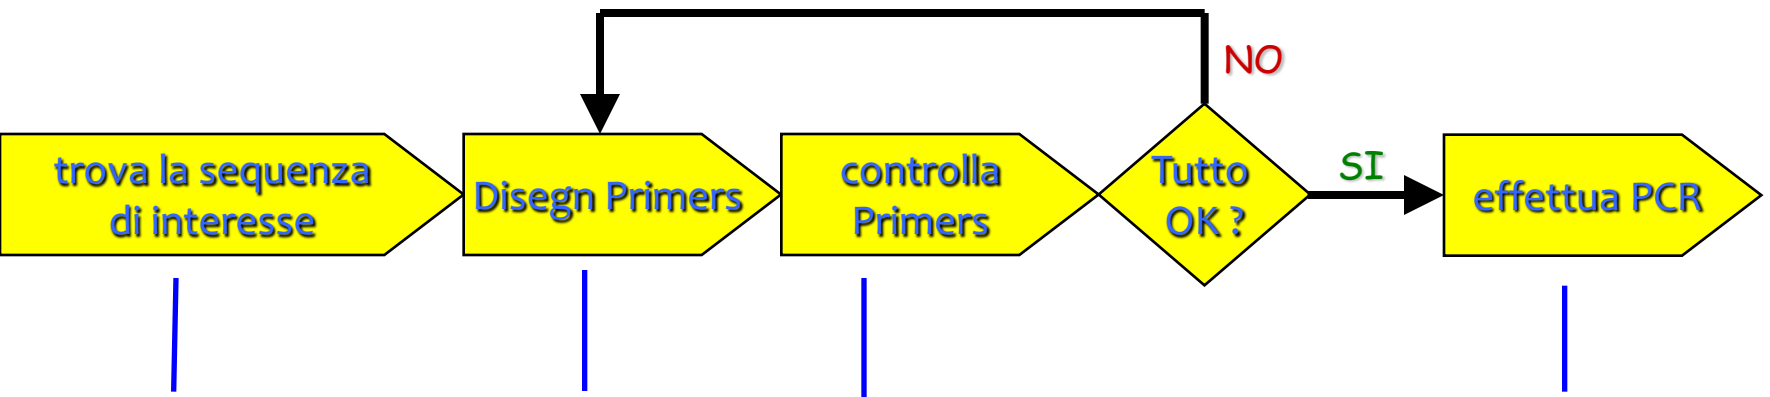 NO
trova la sequenza
di interesse
Disegn Primers
controlla
Primers
Tutto
OK ?
SI
effettua PCR